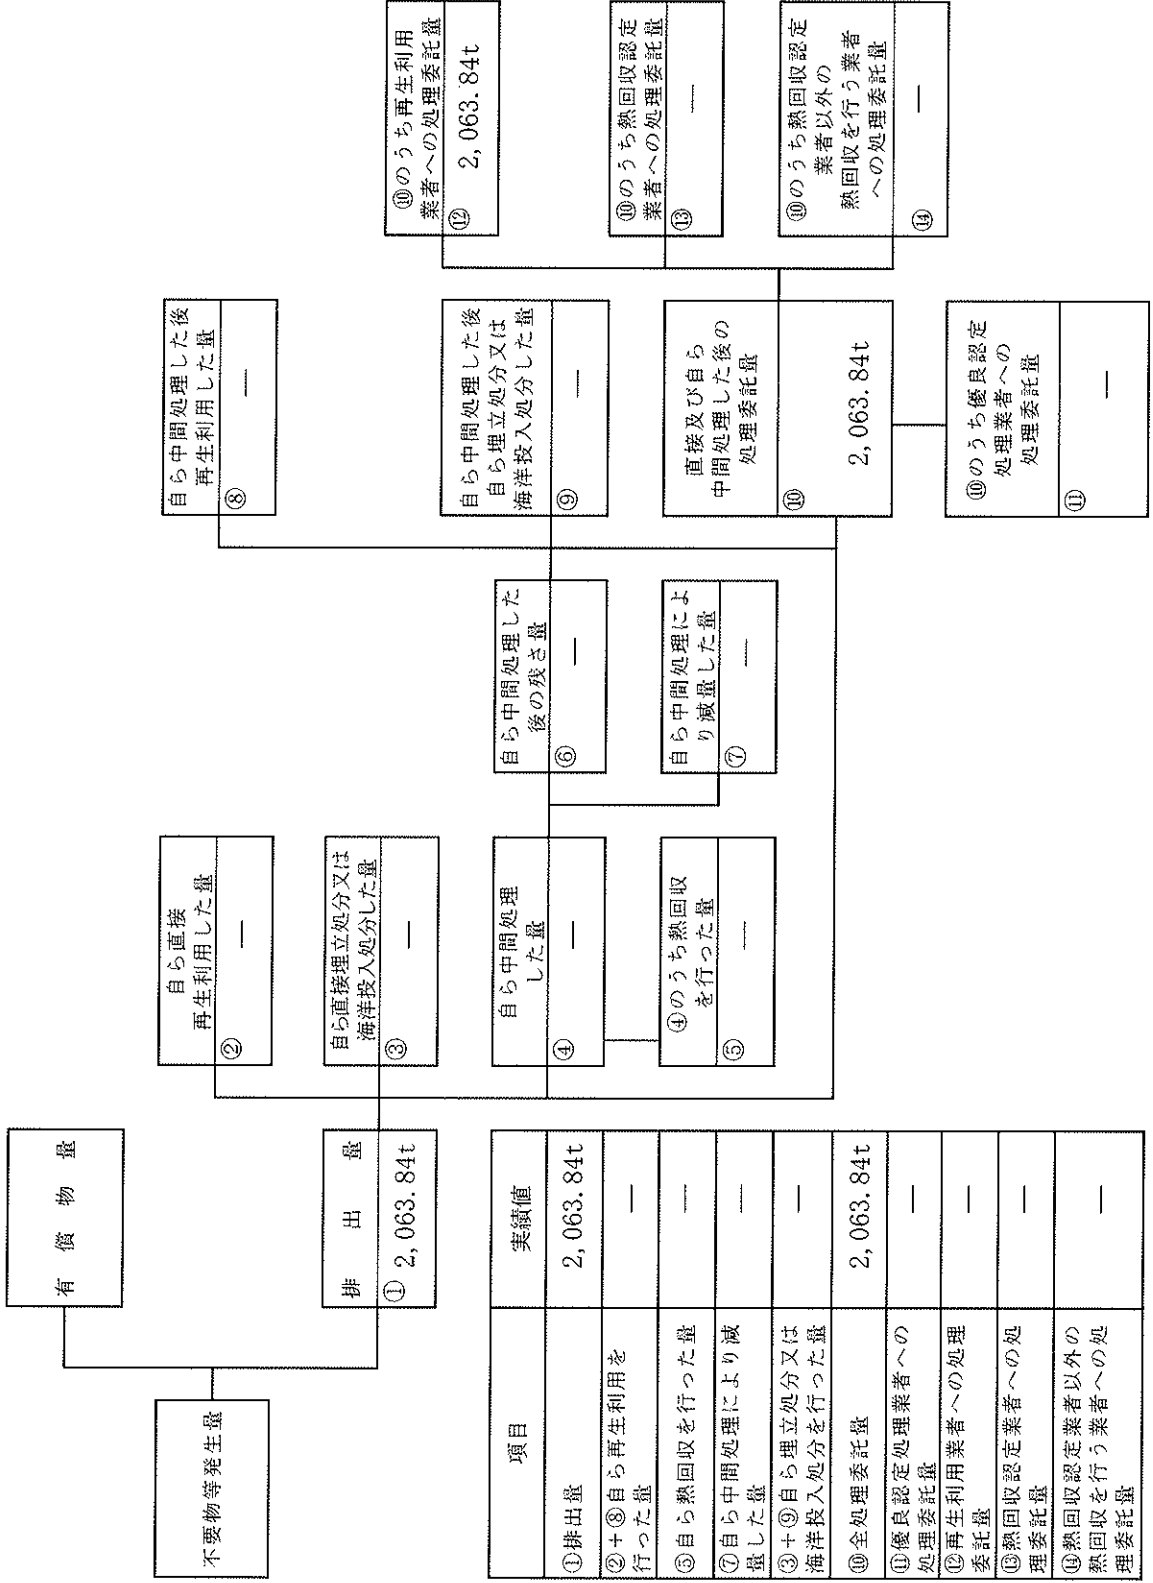 不要物等発生量
有償物量
排出量
① 2,063.84t
自ら直接
再生利用した量
②
—
自ら直接埋立処分又は
海洋投入処分した量
③
—
自ら中間処理
した量
④
—
④のうち熱回収
を行った量
⑤
—
自ら中間処理した
後の残さ量
⑥
—
自ら中間処理によ
り減量した量
⑦
—
自ら中間処理した後
再生利用した量
⑧
—
自ら中間処理した後
自ら埋立処分又は
海洋投入処分した量
⑨
—
直接及び自ら
中間処理した後の
処理委託量
⑩
2,063.84t
⑩のうち優良認定
処理業者への
処理委託量
⑪
—
⑩のうち再生利用
業者への処理委託量
⑫ 2,063.84t
⑩のうち熱回収認定
業者への処理委託量
⑬
—
⑩のうち熱回収認定
業者以外の
熱回収を行う業者
への処理委託量
⑭
—
項目 実績値
①排出量 2,063.84t
②+⑧自ら再生利用を
行った量
—
⑤自ら熱回収を行った量 —
⑦自ら中間処理により減
量した量
—
③+⑨自ら埋立処分又は
海洋投入処分を行った量
—
⑩全処理委託量 2,063.84t
⑪優良認定処理業者への
処理委託量
—
⑫再生利用業者への処理
委託量
—
⑬熱回収認定業者への処
理委託量
—
⑭熱回収認定業者以外の
熱回収を行う業者への処
理委託量
—